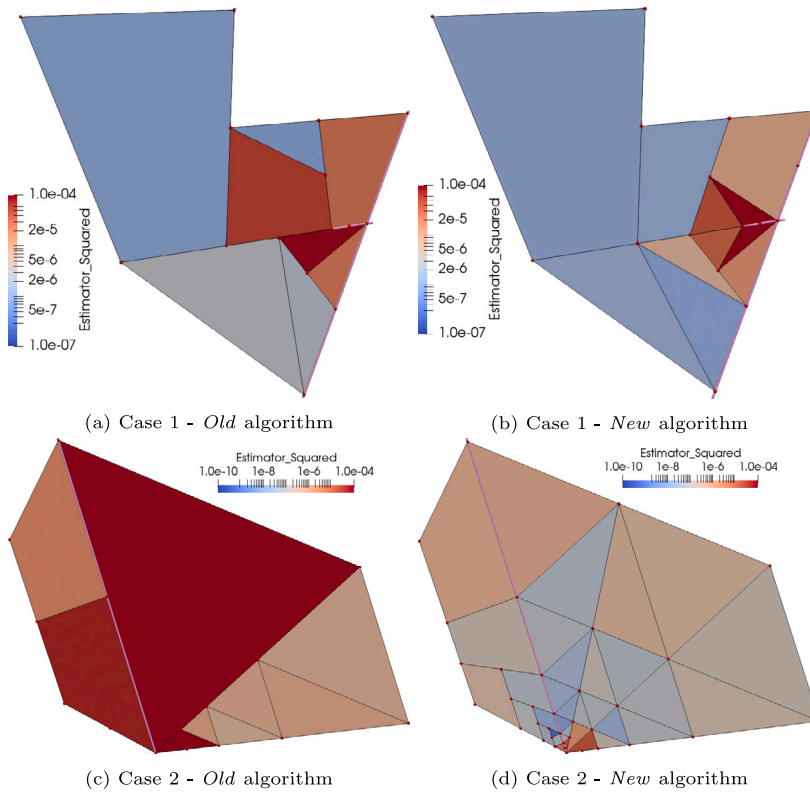 1.0e-04
2e-5
5e-6
2e-6
5e-7
1.0e-07
Estimator_Squared
1.0e-04
2e-5
5e-6
2e-6
5e-7
1.0e-07
Estimator_Squared
(a) Case 1 - Old algorithm
(b) Case 1 - New algorithm
Estimator_Squared
1.0e-10 1e-8 1e-6 1.0e-04
Estimator_Squared
1.0e-10 1e-8 1e-6 1.0e-04
(c) Case 2 - Old algorithm
(d) Case 2 - New algorithm